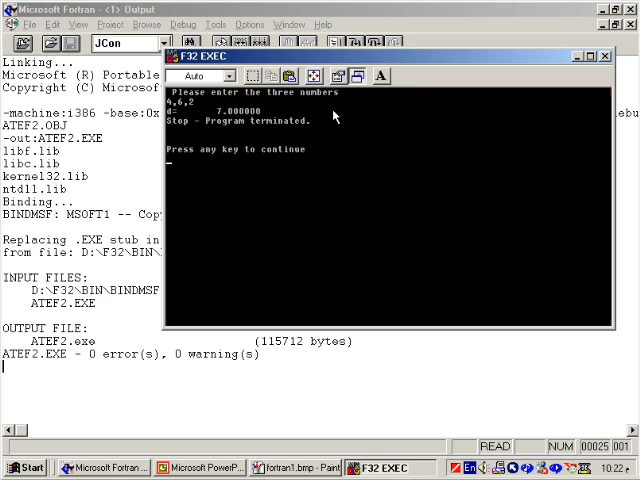 Microsoft Fortran - [<1> Output
File Edit View Project Browse Debug Tools Options Window Help
JCon
Linking...
Microsoft (R) Portable
Copyright (C) Microsoft
-machine:i386 -base:0x
ebu
ATEF2.OBJ
-out:ATEF2.EXE
libf.lib
libc.lib
kernel32.lib
ntdll.lib
Binding...
BINDMSF: MSOFT1 -- Cop
Replacing .EXE stub in
from file: D:\F32\BIN\
INPUT FILES:
D:\F32\BIN\BINDMSF
ATEF2.EXE
OUTPUT FILE:
ATEF2.exe (115712 bytes)
ATEF2.EXE - 0 error(s), 0 warning(s)
F32 EXEC
Auto
A
Please enter the three numbers
4,6,2
d= 7.000000
Stop - Program terminated.
Press any key to continue
READ NUM 00025 001
Start Microsoft Fortran ... Microsoft PowerP... fortran1.bmp - Paint F32 EXEC En 10:22 م